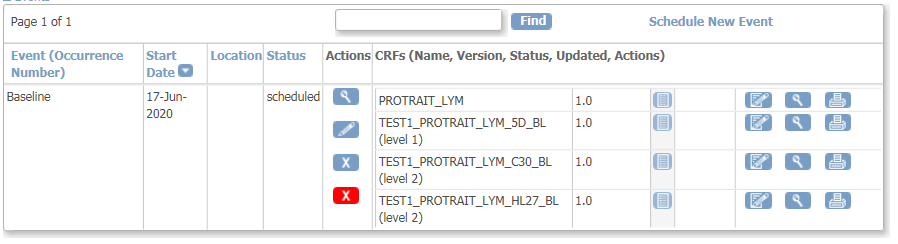 Page 1 of 1
Find
Schedule New Event
Event (Occurrence Number)
Start Date
Location
Status
Actions
CRFs (Name, Version, Status, Updated, Actions)
Baseline
17-Jun-
2020
scheduled
PROTRAIT_LYM 1.0
TEST1_PROTRAIT_LYM_5D_BL 1.0
(level 1)
X
TEST1_PROTRAIT_LYM_C30_BL 1.0
(level 2)
X
TEST1_PROTRAIT_LYM_HL27_BL 1.0
(level 2)